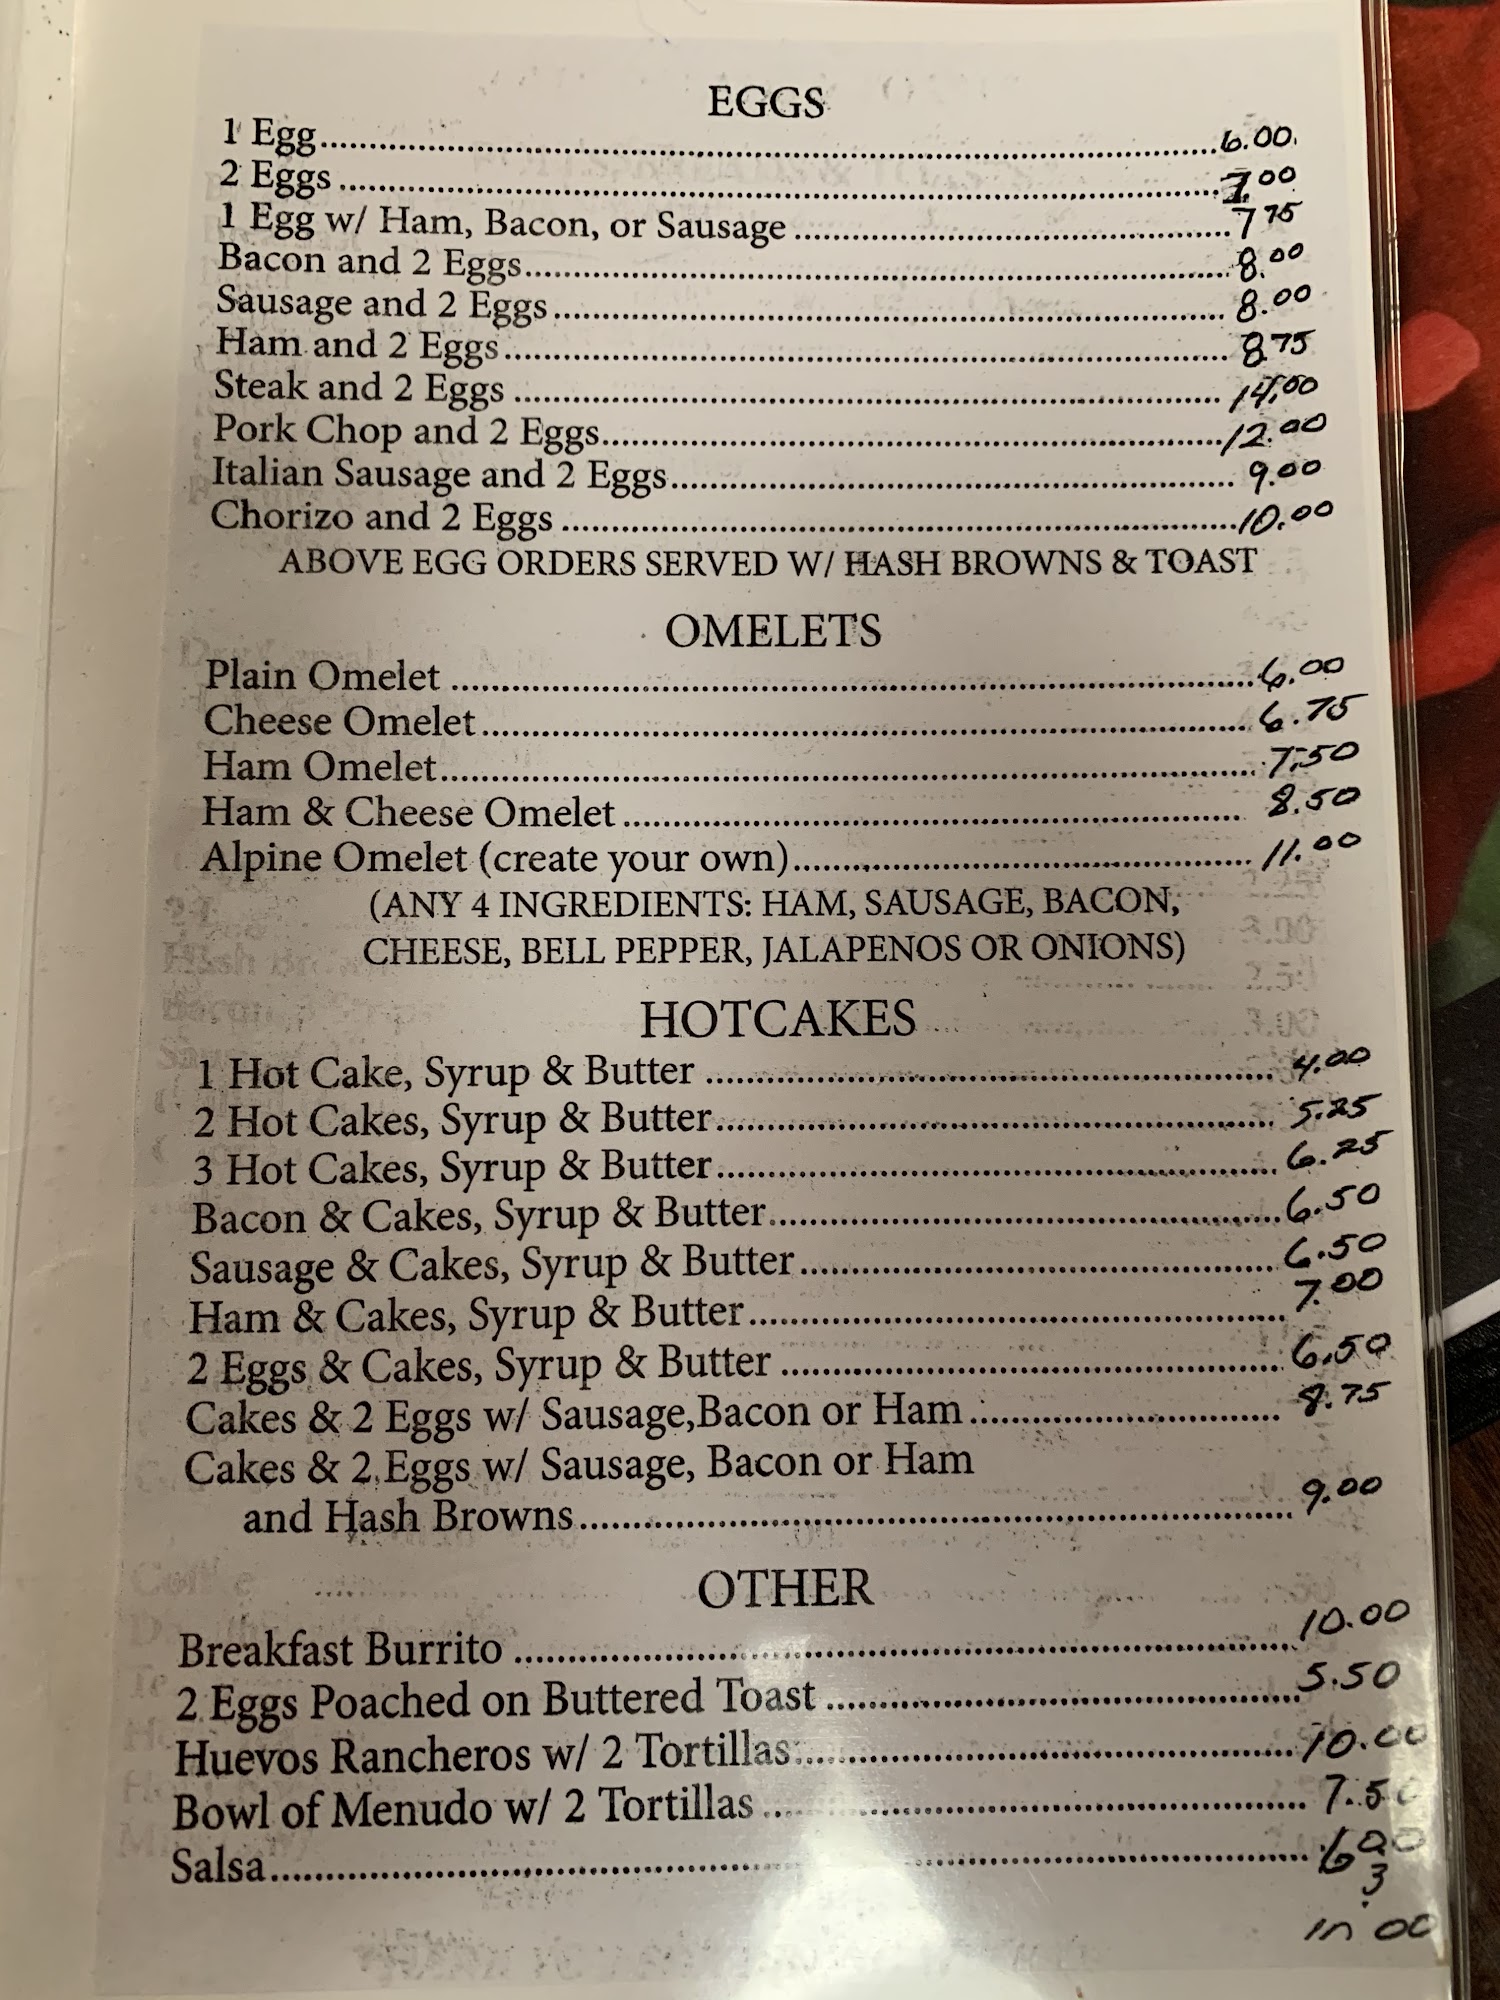 EGGS
1 Egg 6.00
2 Eggs 7.00
1 Egg w/ Ham, Bacon, or Sausage 7 75
Bacon and 2 Eggs 8.00
Sausage and 2 Eggs 8.00
Ham and 2 Eggs 8 75
Steak and 2 Eggs 14.00
Pork Chop and 2 Eggs 12.00
Italian Sausage and 2 Eggs 9.00
Chorizo and 2 Eggs 10.00
ABOVE EGG ORDERS SERVED W/ HASH BROWNS & TOAST
OMELETS
Plain Omelet 6.00
Cheese Omelet 6.75
Ham Omelet 7.50
Ham & Cheese Omelet 8.50
Alpine Omelet (create your own) 11.00
(ANY 4 INGREDIENTS: HAM, SAUSAGE, BACON,
CHEESE, BELL PEPPER, JALAPENOS OR ONIONS)
HOTCAKES
1 Hot Cake, Syrup & Butter 4.00
2 Hot Cakes, Syrup & Butter 5.25
3 Hot Cakes, Syrup & Butter 6.25
Bacon & Cakes, Syrup & Butter 6.50
Sausage & Cakes, Syrup & Butter 6.50
Ham & Cakes, Syrup & Butter 7.00
2 Eggs & Cakes, Syrup & Butter 6.50
Cakes & 2 Eggs w/ Sausage,Bacon or Ham 8.75
Cakes & 2 Eggs w/ Sausage, Bacon or Ham
and Hash Browns 9.00
OTHER
Breakfast Burrito 10.00
2 Eggs Poached on Buttered Toast 5.50
Huevos Rancheros w/ 2 Tortillas 10.00
Bowl of Menudo w/ 2 Tortillas 7.50
Salsa